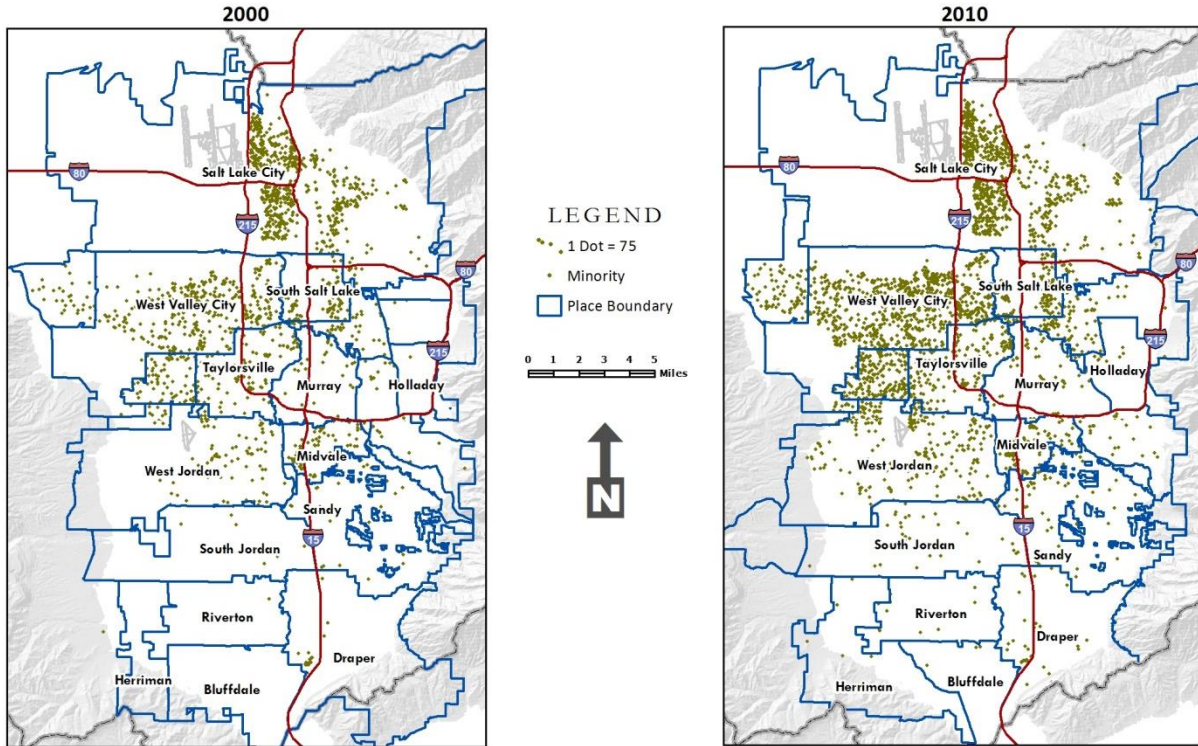 2000
80
Salt Lake City
215
80
West Valley City
South Salt Lake
215
Taylorsville
Murray
Holladay
West Jordan
Midvale
Sandy
15
South Jordan
Riverton
Herriman
Bluffdale
Draper
LEGEND
1 Dot = 75
Minority
Place Boundary
0 1 2 3 4 5
Miles
N
2010
80
Salt Lake City
215
80
West Valley City
South Salt Lake
215
Taylorsville
Murray
Holladay
West Jordan
Midvale
15
South Jordan
Sandy
Riverton
Draper
Herriman
Bluffdale